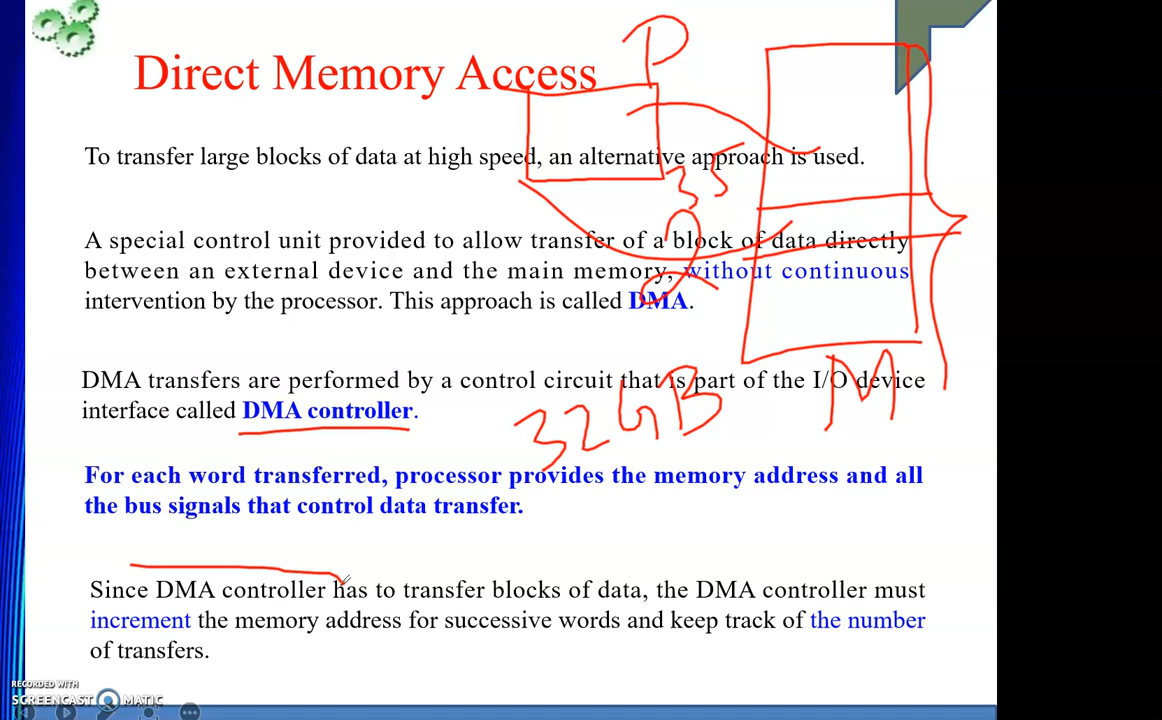 Direct Memory Access
P
To transfer large blocks of data at high speed, an alternative approach is used.
35
A special control unit provided to allow transfer of a block of data directly
between an external device and the main memory, without continuous
intervention by the processor. This approach is called DMA.
DMA transfers are performed by a control circuit that is part of the I/O device
interface called DMA controller.
32GB
M
For each word transferred, processor provides the memory address and all
the bus signals that control data transfer.
Since DMA controller has to transfer blocks of data, the DMA controller must
increment the memory address for successive words and keep track of the number
of transfers.
RECORDED WITH
SCREENCAST MATIC